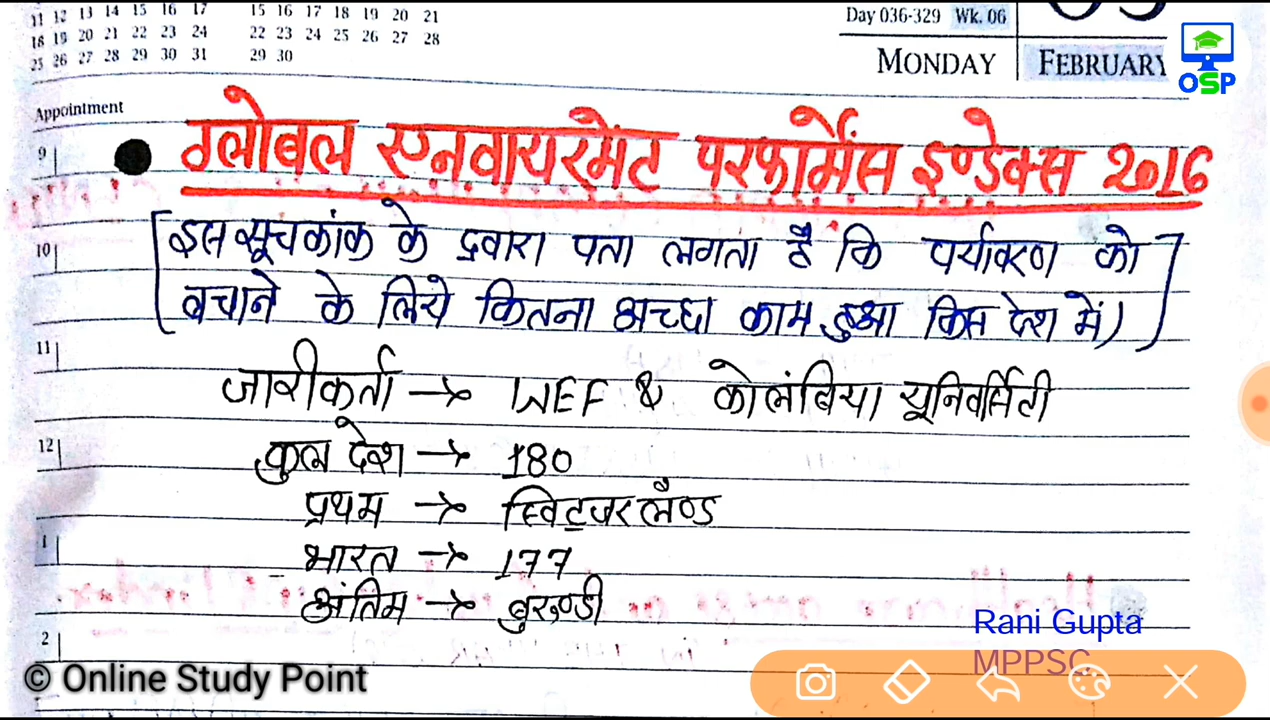 11 12 13 14 15 16 17 15 16 17 18 19 20 21
18 19 20 21 22 23 24 22 23 24 25 26 27 28
25 26 27 28 29 30 31 29 30
Day 036-329 Wk. 06
MONDAY FEBRUARY
OSP
Appointment
9
ग्लोबल एनवायरमेंट परफार्मेंस इण्डेक्स 2016
10
[इस सूचकांक के द्वारा पता लगता है कि पर्यावरण को
बचाने के लिये कितना अच्छा काम हुआ किस देश में)]
11
जारीकर्ता → WEF & कोलंबिया यूनिवर्सिटी
12
कुल देश → 180
प्रथम → स्विटजरलैण्ड
1
भारत → 177
अंतिम → बुरुण्डी
2
Rani Gupta
MPPSC
© Online Study Point